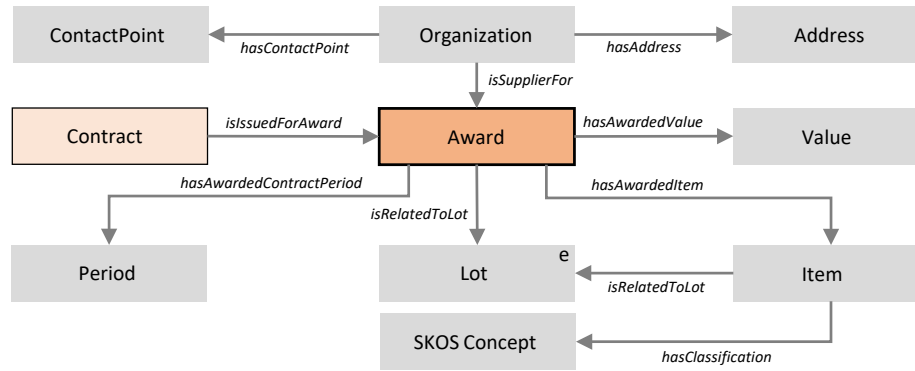 ContactPoint
hasContactPoint
Organization
hasAddress
Address
isSupplierFor
Contract
isIssuedForAward
Award
hasAwardedValue
Value
hasAwardedContractPeriod
isRelatedToLot
hasAwardedItem
Period
Lot
e
isRelatedToLot
Item
SKOS Concept
hasClassification